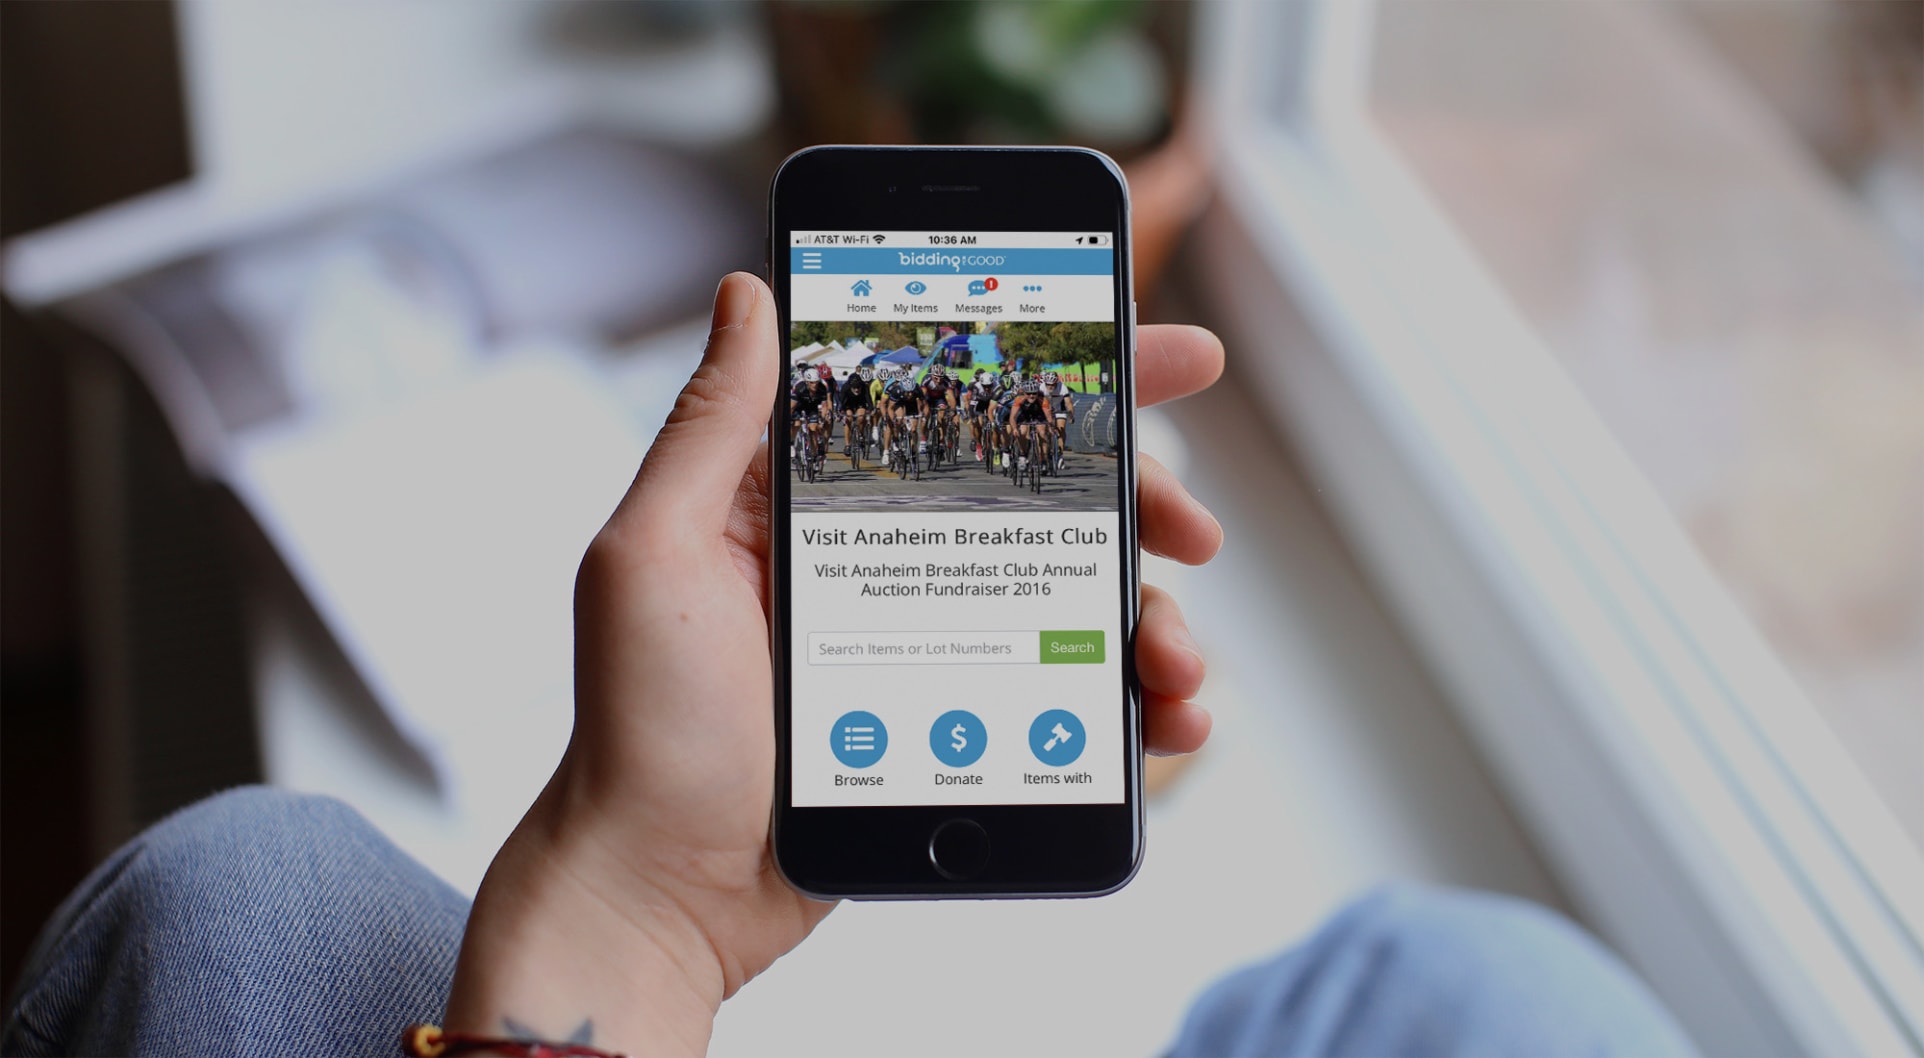 AT&T Wi-Fi 10:36 AM
bidding FOR GOOD
Home My Items Messages 1 More
Visit Anaheim Breakfast Club
Visit Anaheim Breakfast Club Annual
Auction Fundraiser 2016
Search Items or Lot Numbers Search
Browse Donate Items with